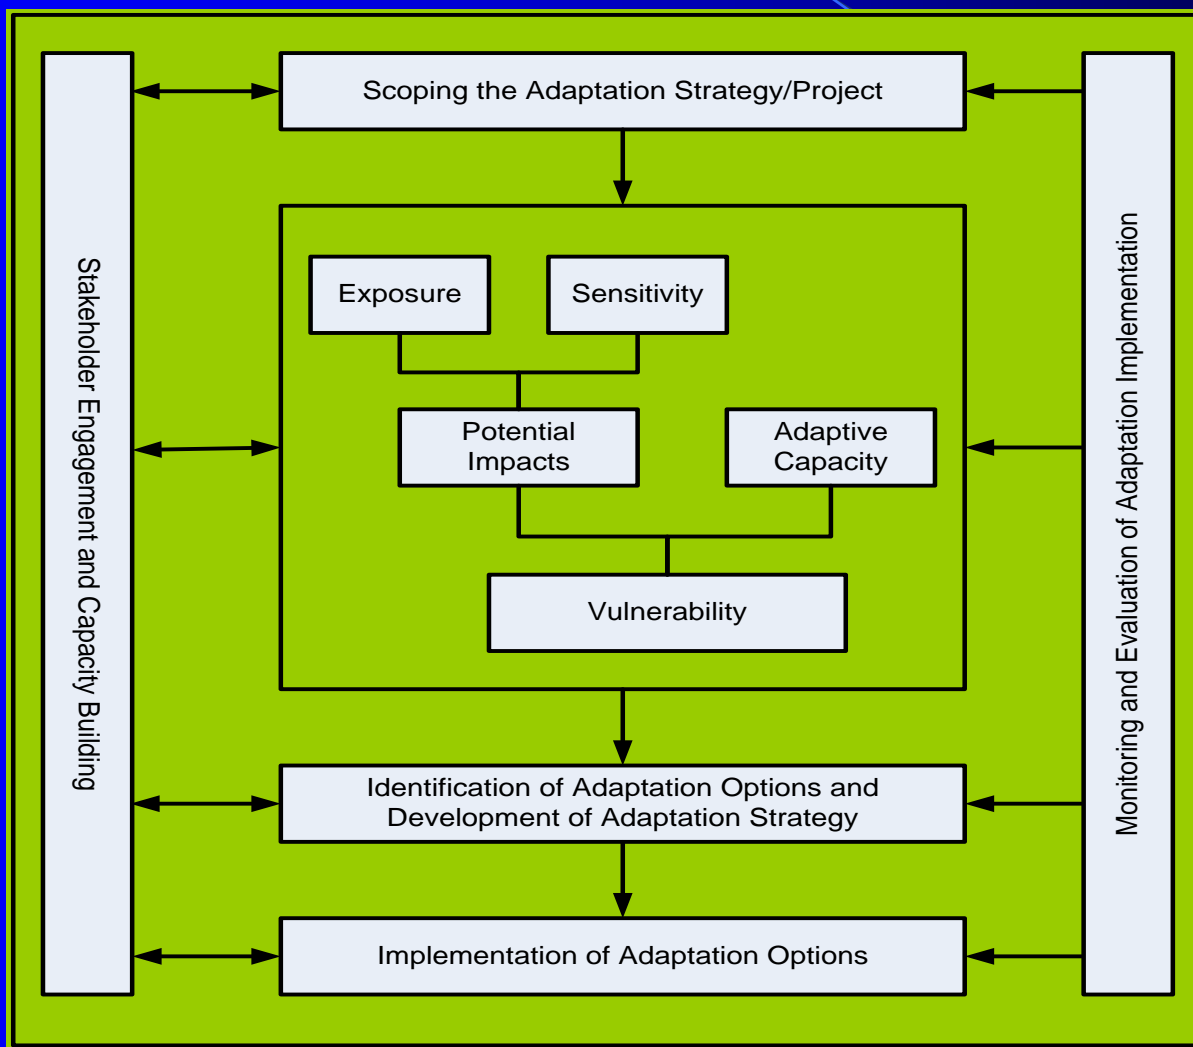 Scoping the Adaptation Strategy/Project
Stakeholder Engagement and Capacity Building
Monitoring and Evaluation of Adaptation Implementation
Exposure
Sensitivity
Potential
Impacts
Adaptive
Capacity
Vulnerability
Identification of Adaptation Options and
Development of Adaptation Strategy
Implementation of Adaptation Options